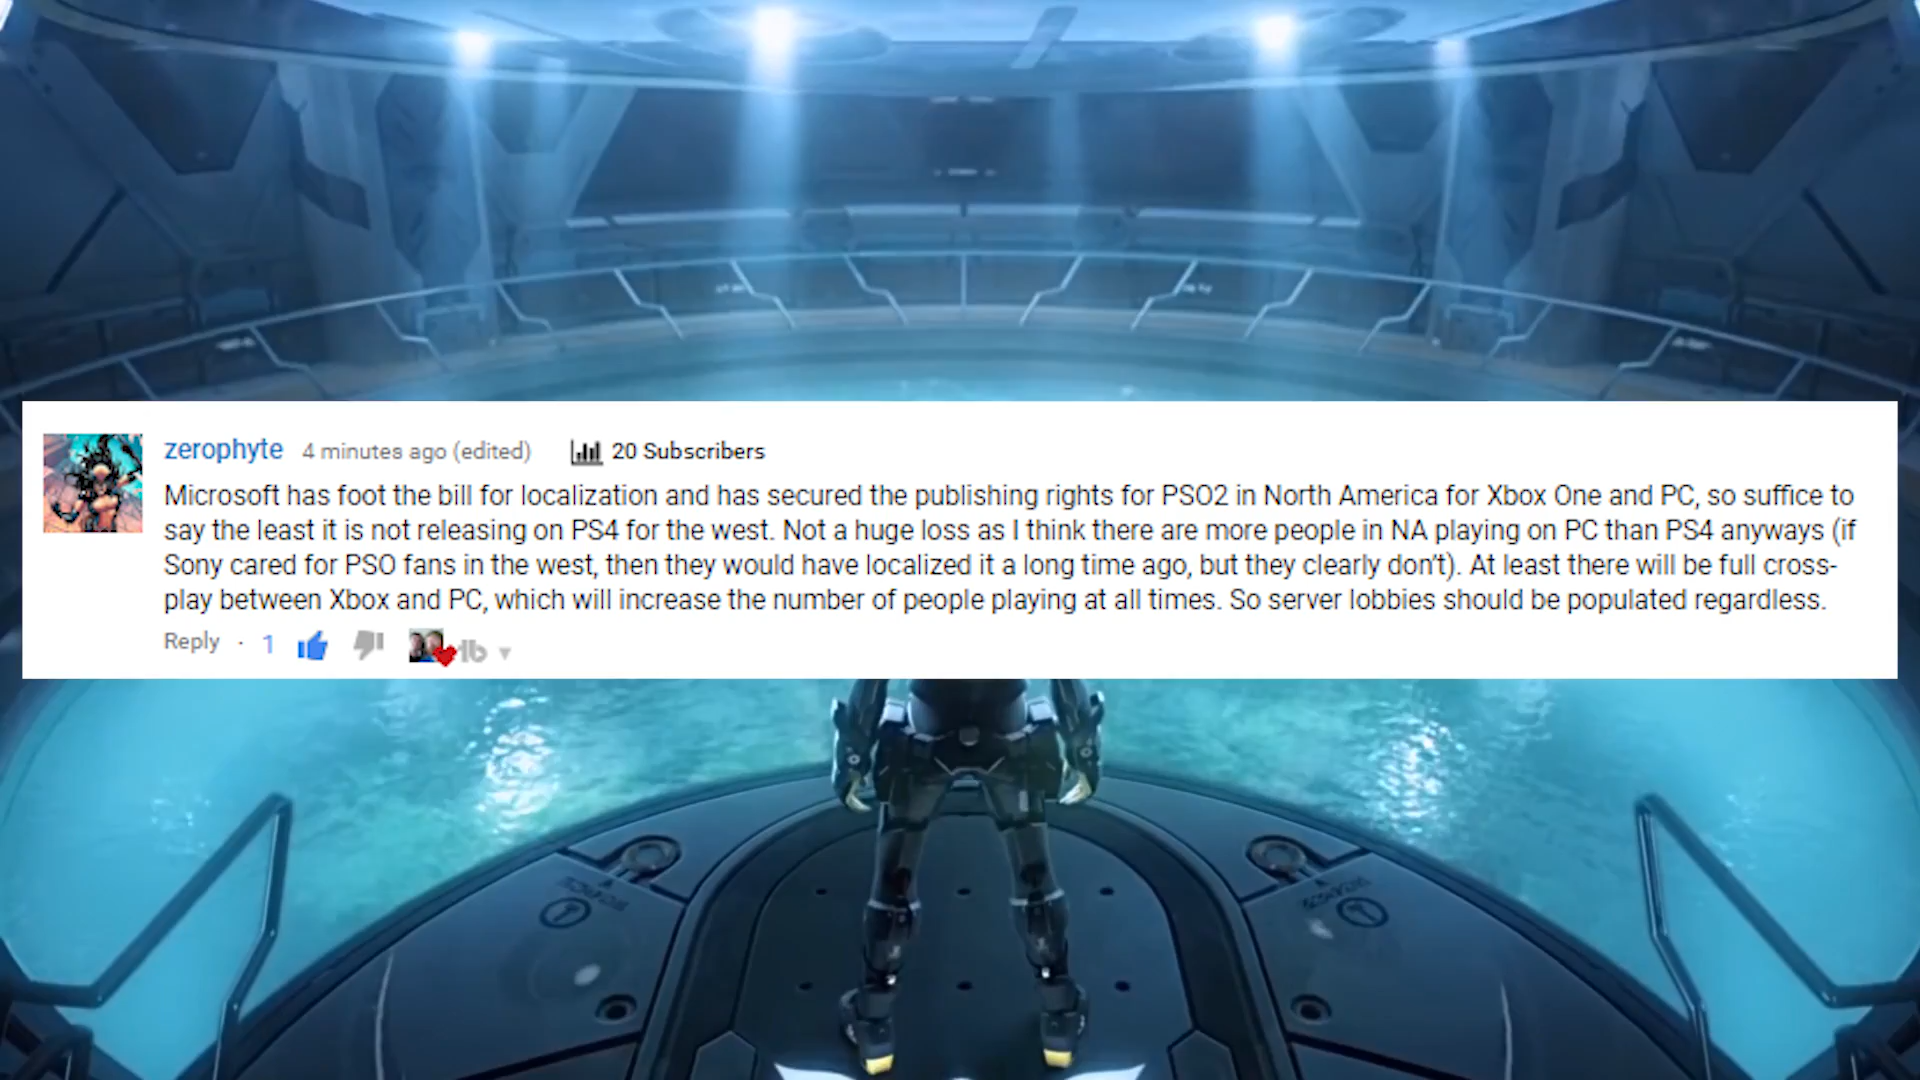 zerophyte 4 minutes ago (edited) 20 Subscribers
Microsoft has foot the bill for localization and has secured the publishing rights for PSO2 in North America for Xbox One and PC, so suffice to
say the least it is not releasing on PS4 for the west. Not a huge loss as I think there are more people in NA playing on PC than PS4 anyways (if
Sony cared for PSO fans in the west, then they would have localized it a long time ago, but they clearly don't). At least there will be full cross-
play between Xbox and PC, which will increase the number of people playing at all times. So server lobbies should be populated regardless.
Reply · 1